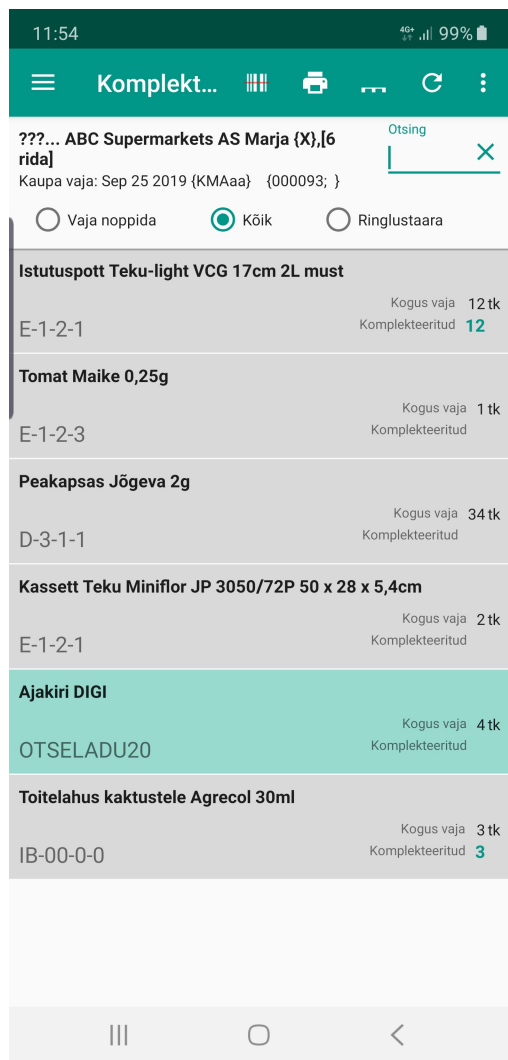 11:54 4G+ 99%
Komplekt...
???... ABC Supermarkets AS Marja {X},[6
rida]
Otsing
Kaupa vaja: Sep 25 2019 {KMAaa} {000093; }
Vaja noppida Kõik Ringlustaara
Istutuspott Teku-light VCG 17cm 2L must
Kogus vaja 12 tk
E-1-2-1 Komplekteeritud 12
Tomat Maike 0,25g
Kogus vaja 1 tk
E-1-2-3 Komplekteeritud
Peakapsas Jõgeva 2g
Kogus vaja 34 tk
D-3-1-1 Komplekteeritud
Kassett Teku Miniflor JP 3050/72P 50 x 28 x 5,4cm
Kogus vaja 2 tk
E-1-2-1 Komplekteeritud
Ajakiri DIGI
Kogus vaja 4 tk
OTSELADU20 Komplekteeritud
Toitelahus kaktustele Agrecol 30ml
Kogus vaja 3 tk
IB-00-0-0 Komplekteeritud 3